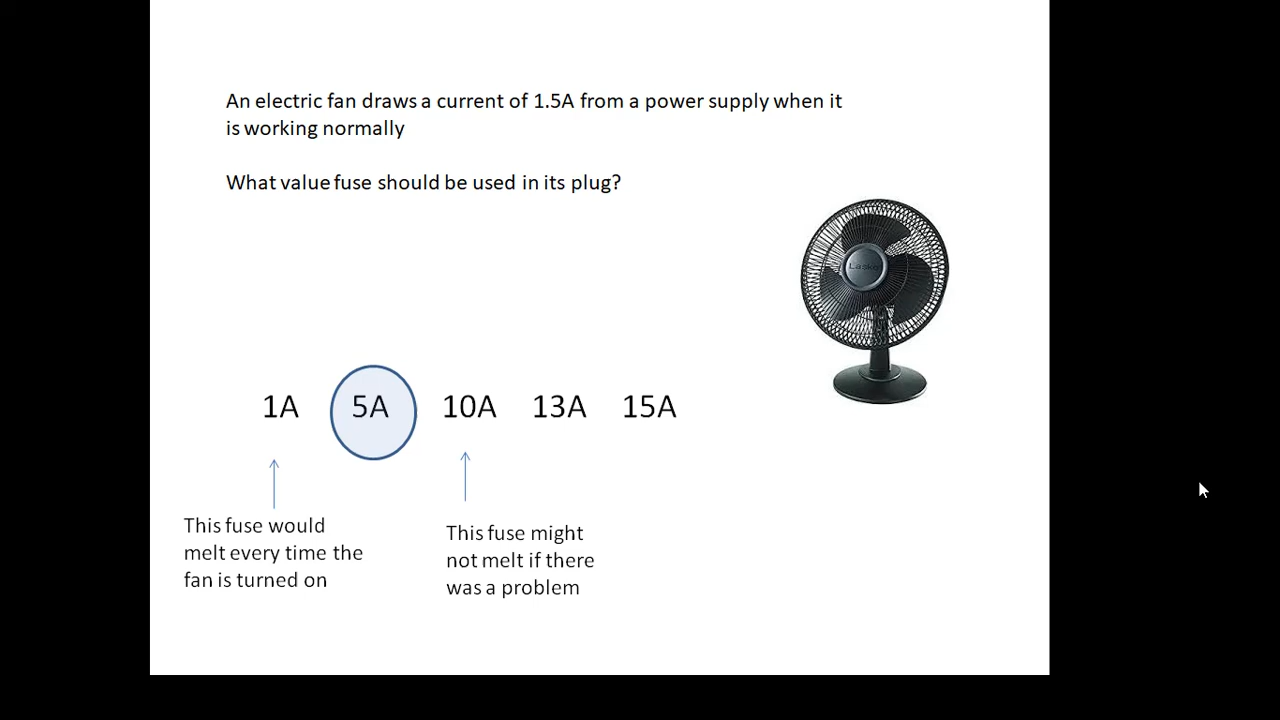 An electric fan draws a current of 1.5A from a power supply when it
is working normally
What value fuse should be used in its plug?
Lasko
1A 5A 10A 13A 15A
This fuse would
melt every time the
fan is turned on
This fuse might
not melt if there
was a problem